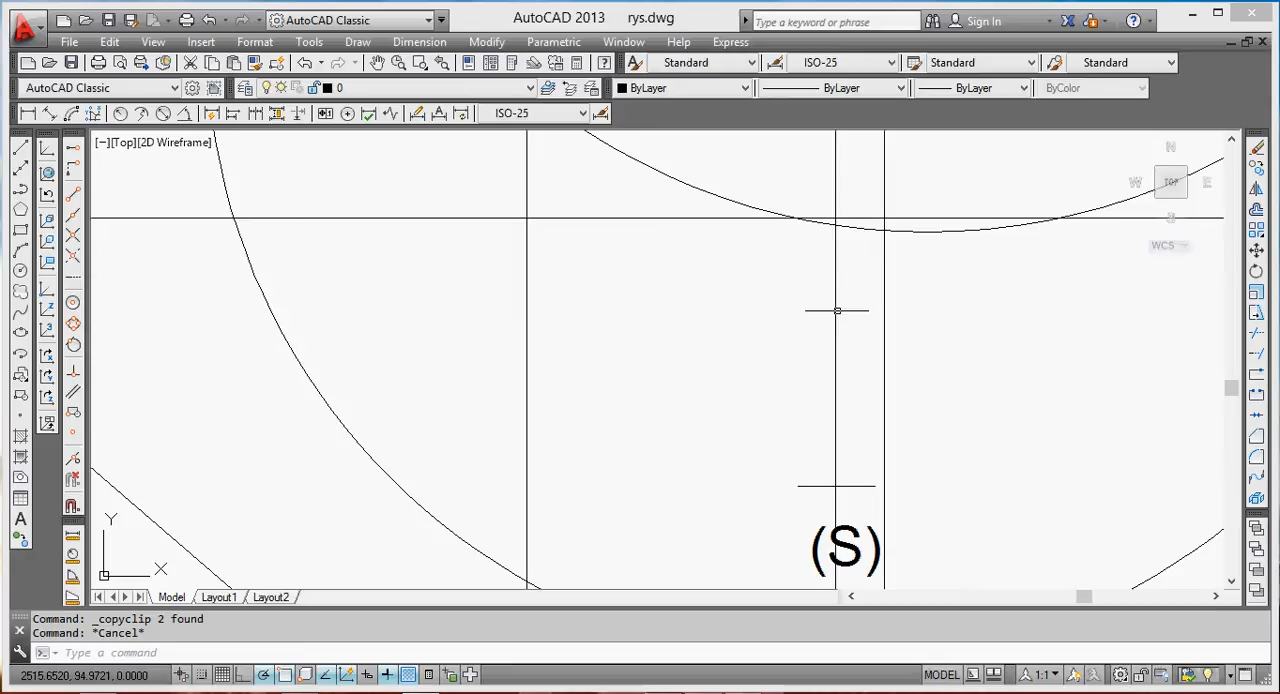 AutoCAD Classic
AutoCAD 2013 rys.dwg
Type a keyword or phrase
Sign In
File Edit View Insert Format Tools Draw Dimension Modify Parametric Window Help Express
Standard ISO-25 Standard Standard
AutoCAD Classic 0 ByLayer ByLayer ByLayer ByColor
ISO-25
[−][Top][2D Wireframe]
N
W TOP E
WCS
(S)
Y
X
Model Layout1 Layout2
Command: _copyclip 2 found
Command: *Cancel*
Type a command
2515.6520, 94.9721, 0.0000 MODEL 1:1